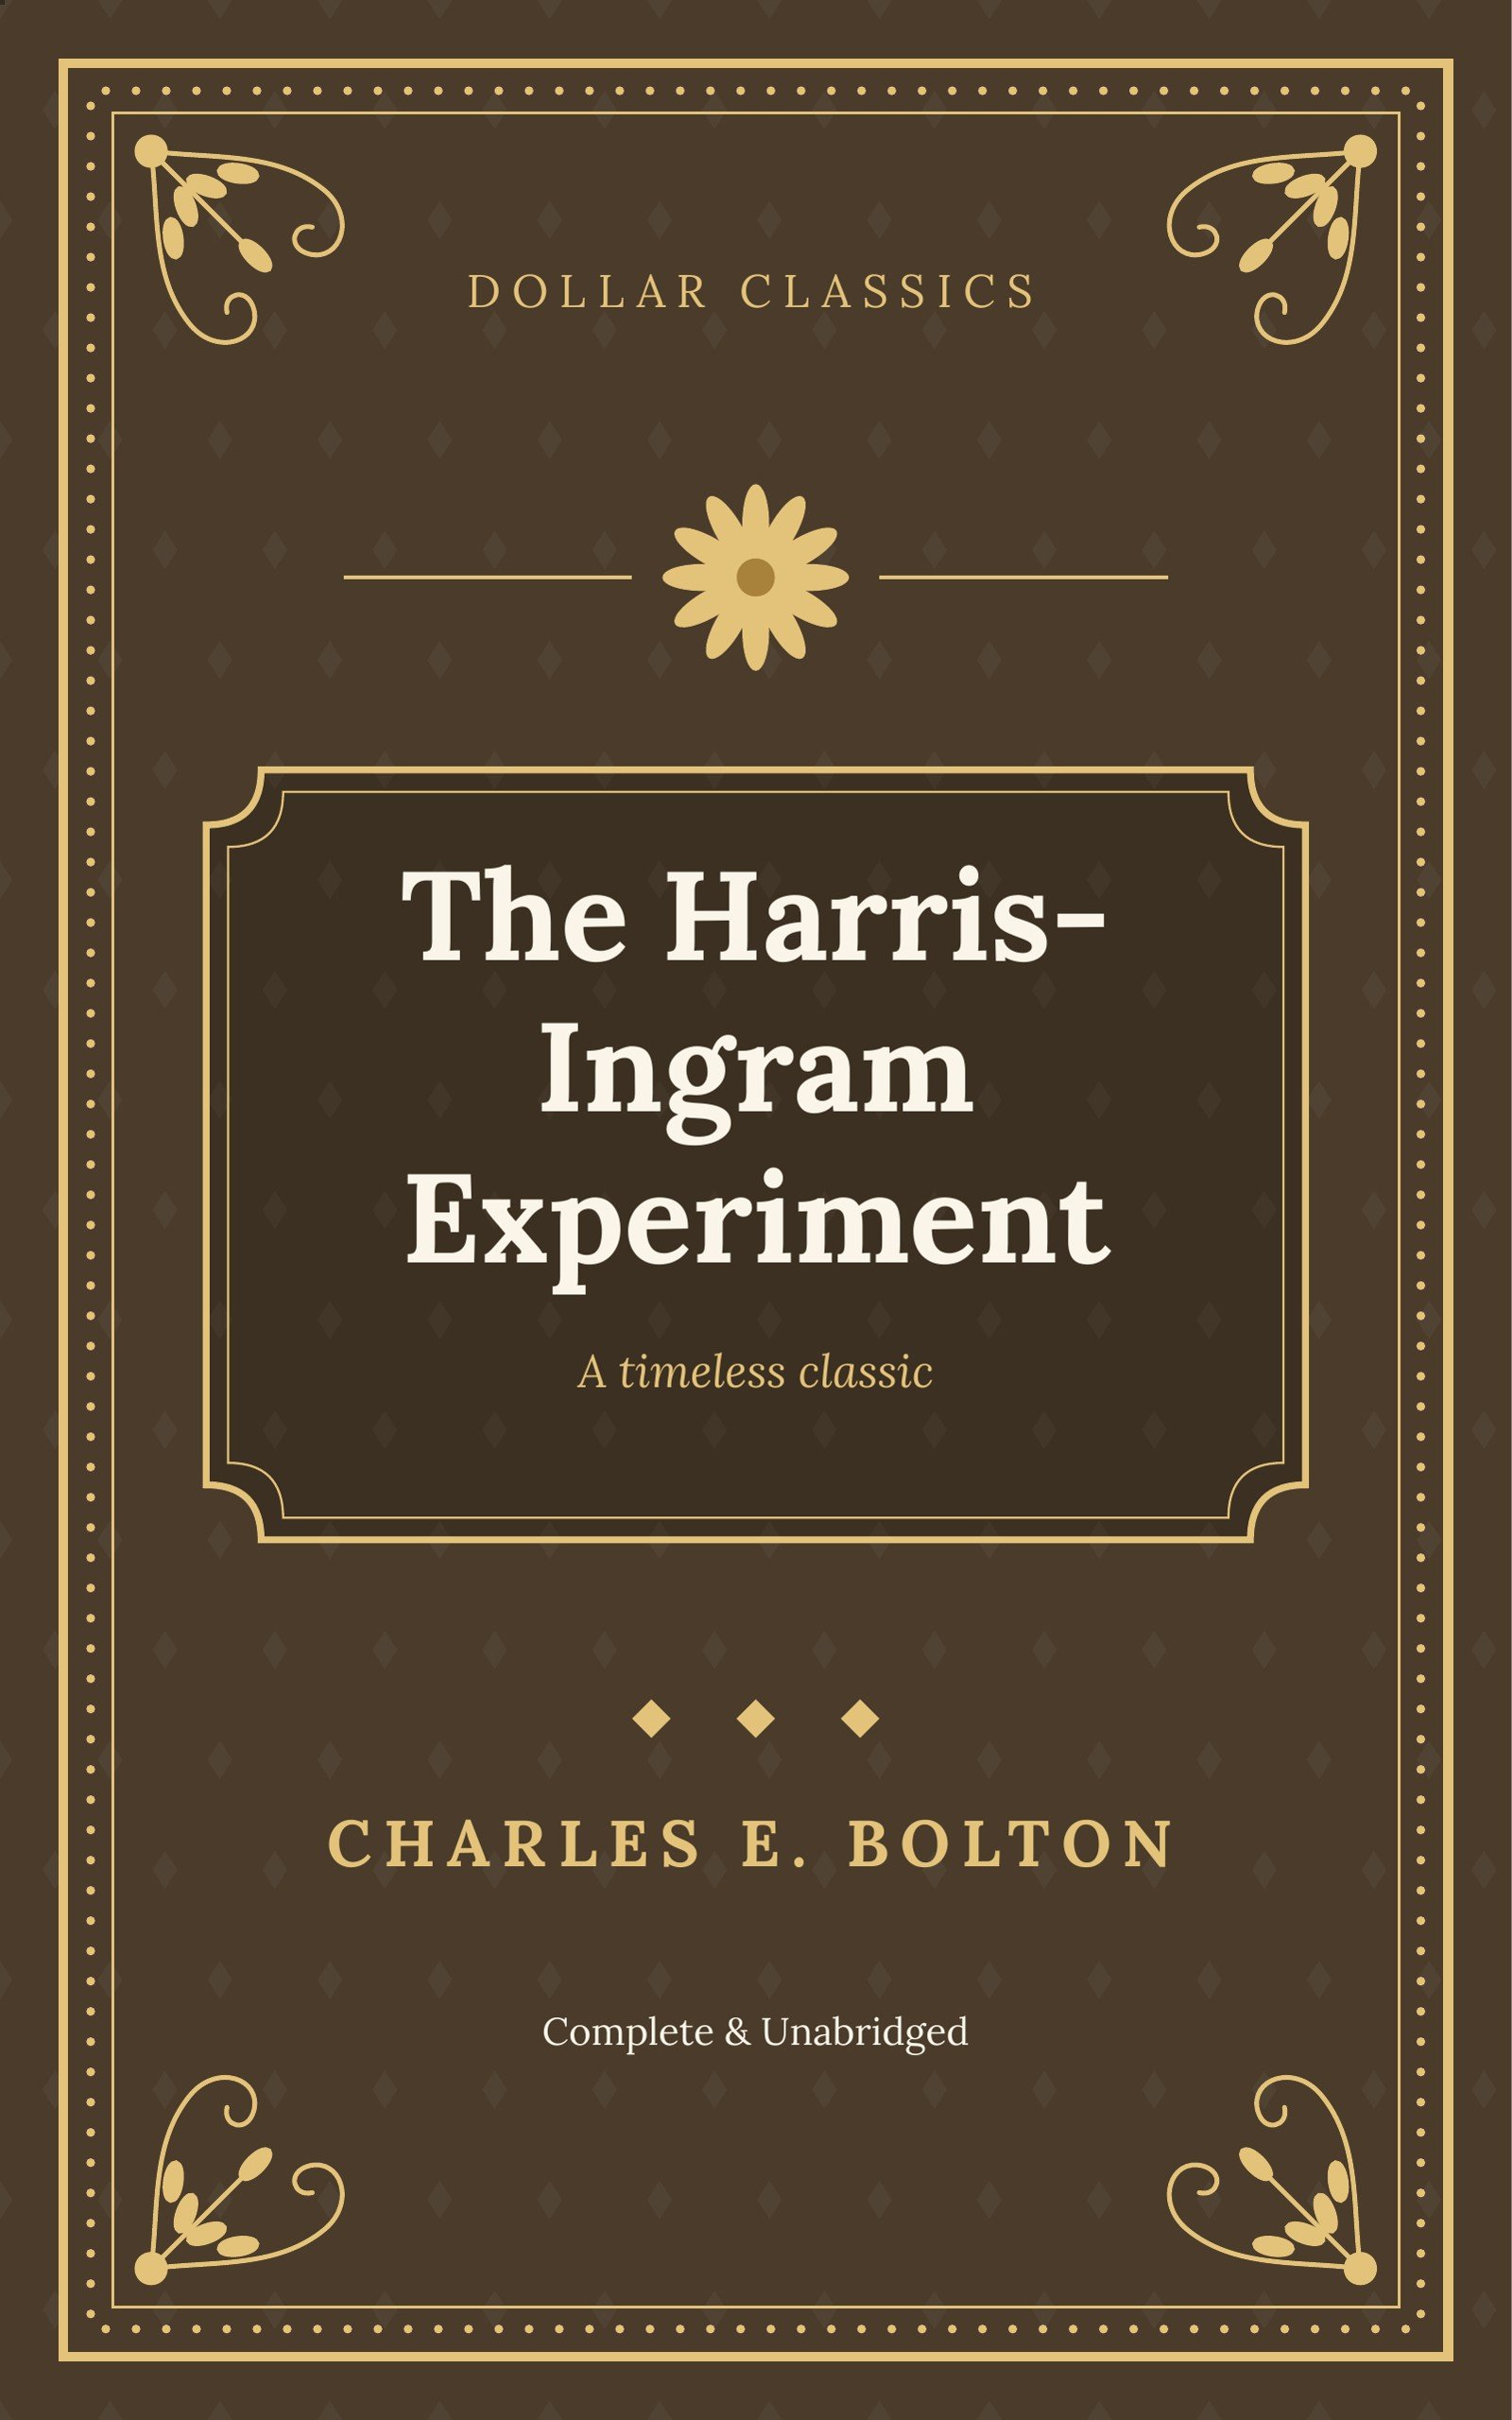 DOLLAR CLASSICS
The Harris-
Ingram
Experiment
A timeless classic
CHARLES E. BOLTON
Complete & Unabridged